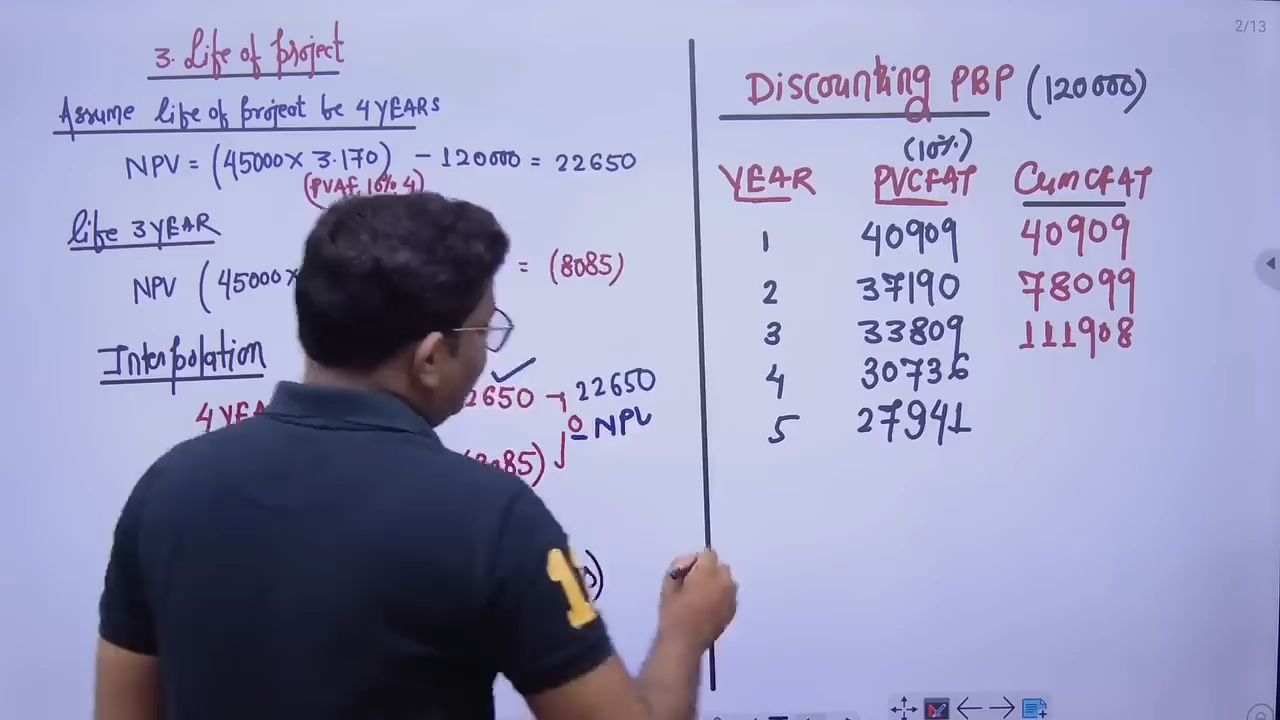 2/13
3. Life of project
Assume life of project be 4 YEARS
NPV = (45000 × 3.170) - 120000 = 22650
(PVAF, 10%, 4)
life 3 YEAR
NPV (45000× = (8085)
Interpolation
4 YEA 2650 22650
0 NPV
8085)
Discounting PBP (120000)
(10%)
YEAR PVCFAT CumCFAT
1 40909 40909
2 37190 78099
3 33809 111908
4 30736
5 27941
1